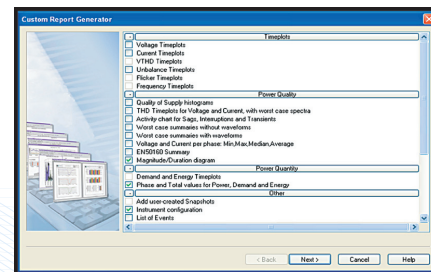 Custom Report Generator
Timeplots
Voltage Timeplots
Current Timeplots
VTHD Timeplots
Unbalance Timeplots
Flicker Timeplots
Frequency Timeplots
Power Quality
Quality of Supply histograms
THD Timeplots for Voltage and Current, with worst case spectra
Activity chart for Sags, Interuptions and Transients
Worst case summaries without waveforms
Worst case summaries with waveforms
Voltage and Current per phase: Min,Max,Median,Average
EN50160 Summary
Magnitude/Duration diagram
Power Quantity
Demand and Energy Timeplots
Phase and Total values for Power, Demand and Energy
Other
Add user-created Snapshots
Instrument configuration
List of Events
< Back
Next >
Cancel
Help